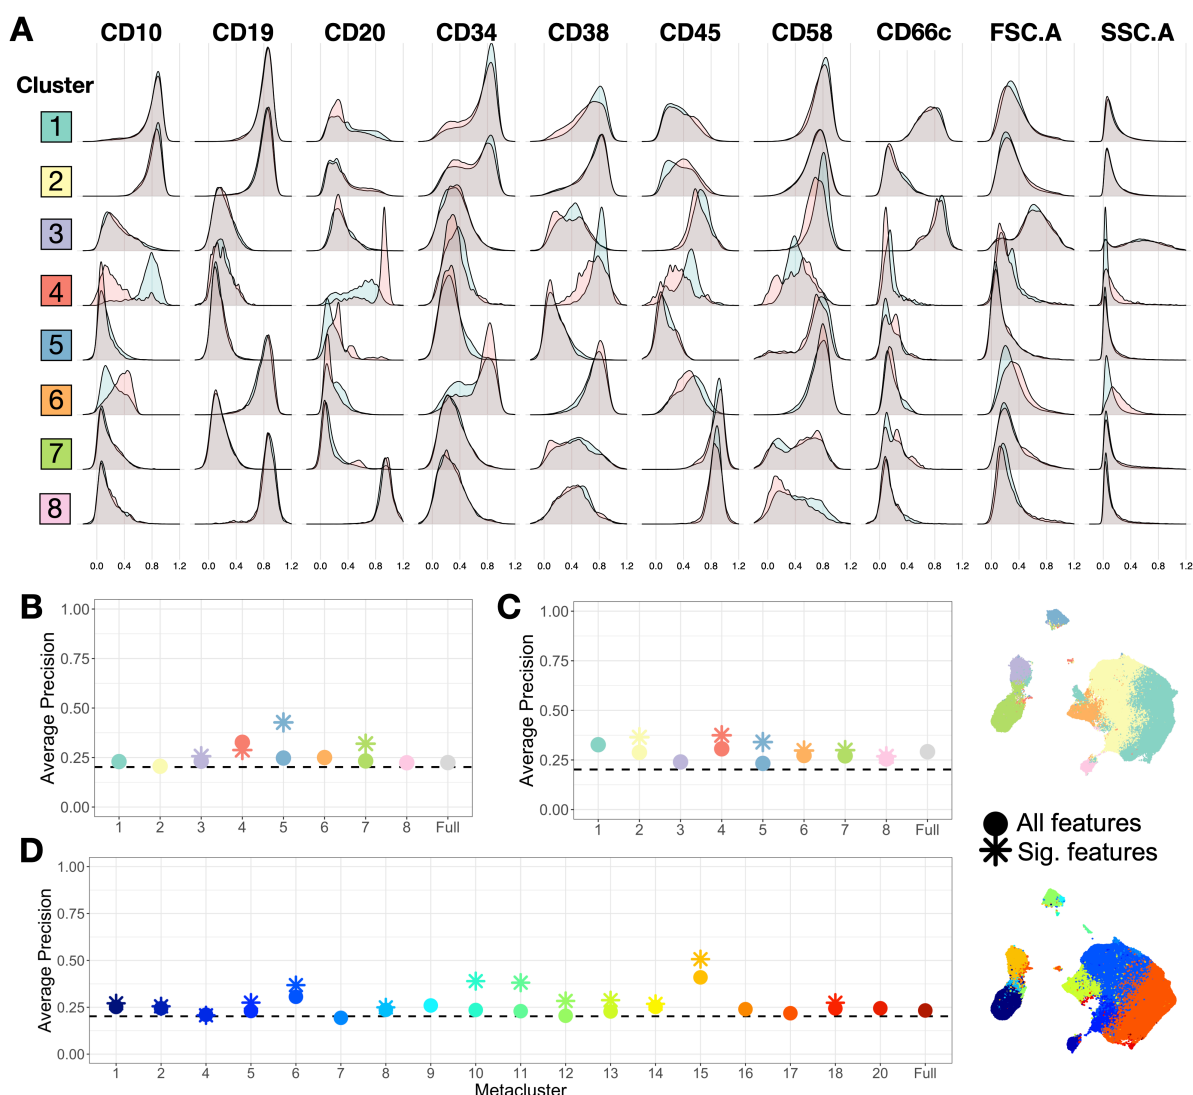 A
CD10 CD19 CD20 CD34 CD38 CD45 CD58 CD66c FSC.A SSC.A
Cluster
1
2
3
4
5
6
7
8
0.0 0.4 0.8 1.2 0.0 0.4 0.8 1.2 0.0 0.4 0.8 1.2 0.0 0.4 0.8 1.2 0.0 0.4 0.8 1.2 0.0 0.4 0.8 1.2 0.0 0.4 0.8 1.2 0.0 0.4 0.8 1.2 0.0 0.4 0.8 1.2 0.0 0.4 0.8 1.2
B
Average Precision
1.00
0.75
0.50
0.25
0.00
1 2 3 4 5 6 7 8 Full
C
Average Precision
1.00
0.75
0.50
0.25
0.00
1 2 3 4 5 6 7 8 Full
All features
Sig. features
D
Average Precision
1.00
0.75
0.50
0.25
0.00
1 2 4 5 6 7 8 9 10 11 12 13 14 15 16 17 18 20 Full
Metacluster